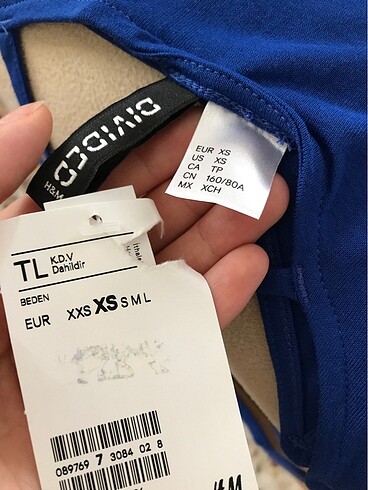 DIVIDED
H&M
EUR XS
US XS
CA TP
CN 160/80A
MX XCH
TL K.D.V
Dahildir
BEDEN
EUR XXS XS S M L
089769 7 3084 02 8
H&M